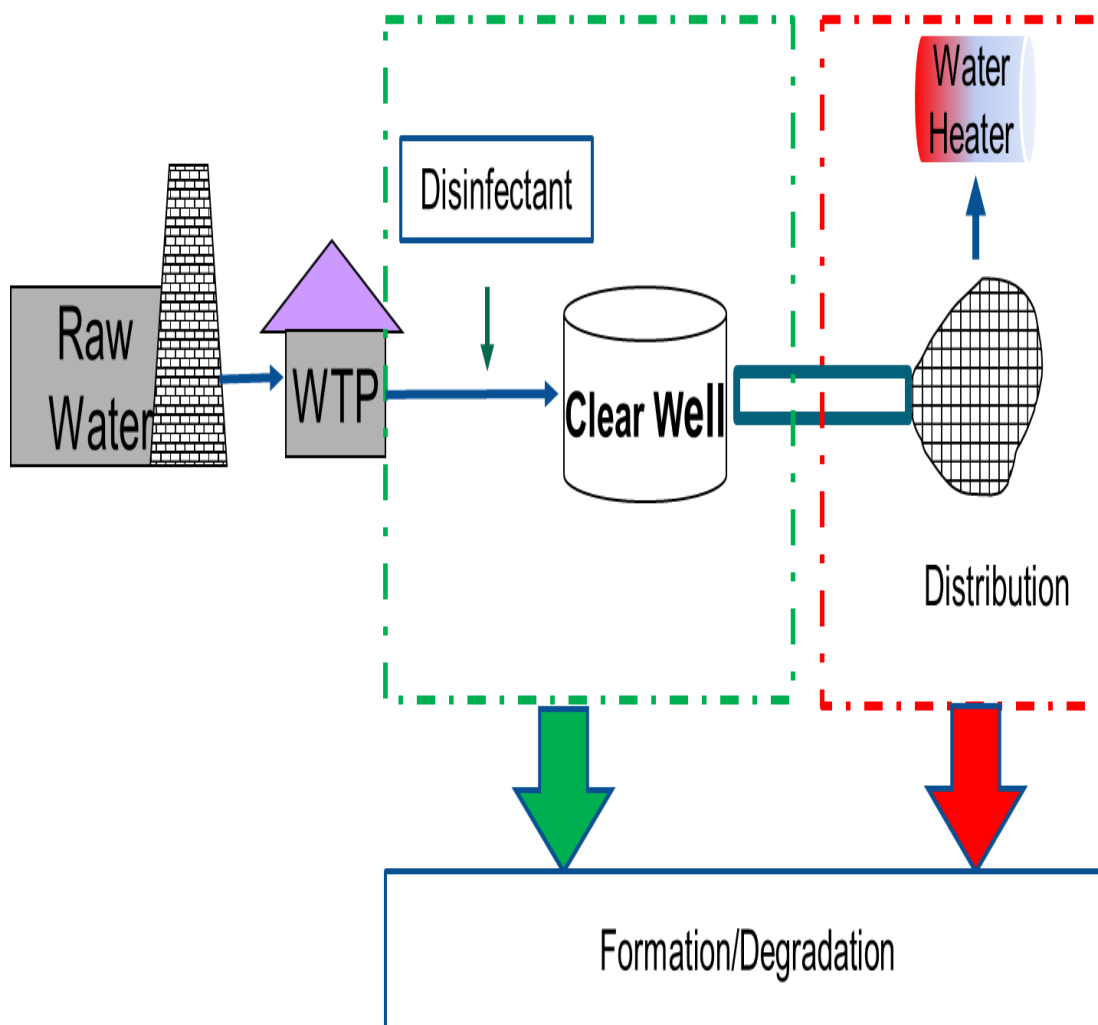 Water
Heater
Disinfectant
Raw
Water
WTP
Clear Well
Distribution
Formation/Degradation